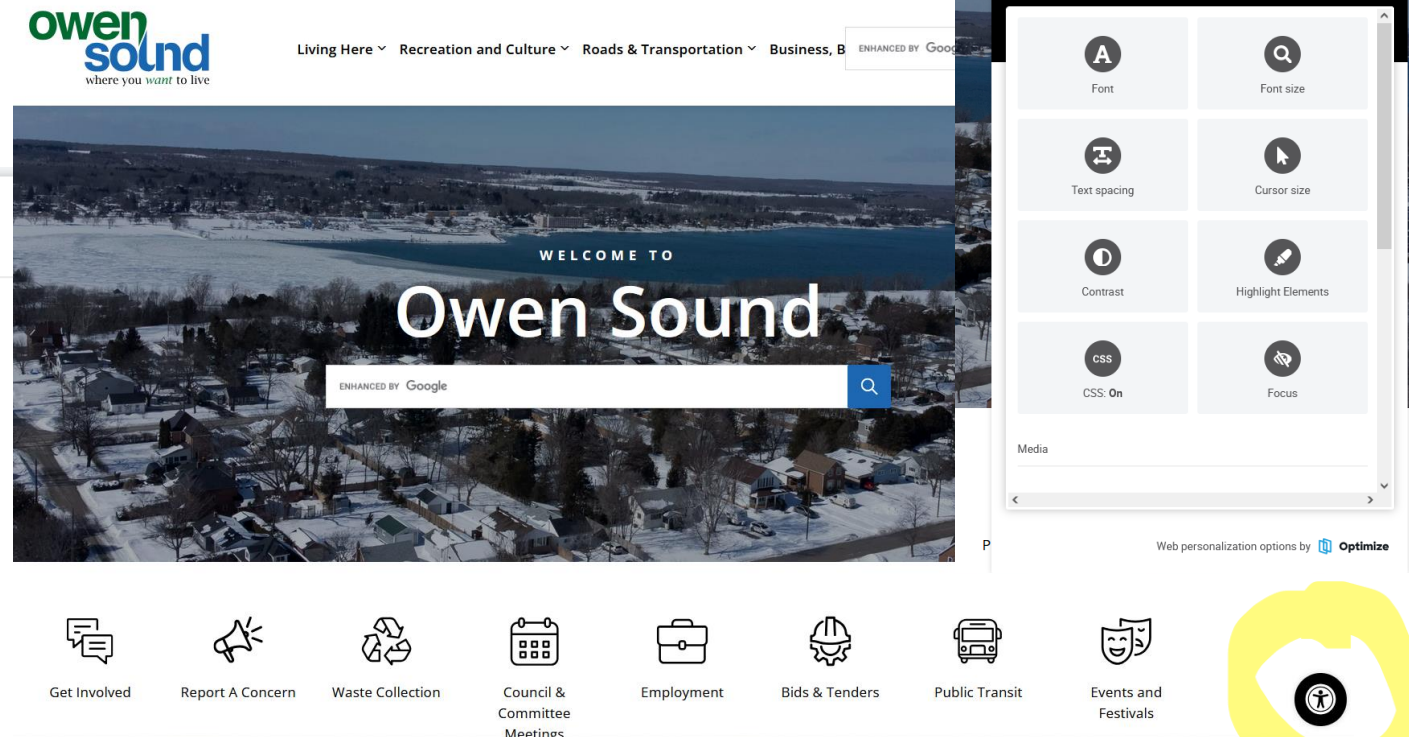 owen
sound
where you want to live
Living Here
Recreation and Culture
Roads & Transportation
Business, B
ENHANCED BY Goog
WELCOME TO
Owen Sound
ENHANCED BY Google
Get Involved
Report A Concern
Waste Collection
Council &
Committee
Meetings
Employment
Bids & Tenders
Public Transit
Events and
Festivals
A
Font
Font size
T
Text spacing
Cursor size
Contrast
Highlight Elements
CSS
CSS: On
Focus
Media
P
Web personalization options by Optimize